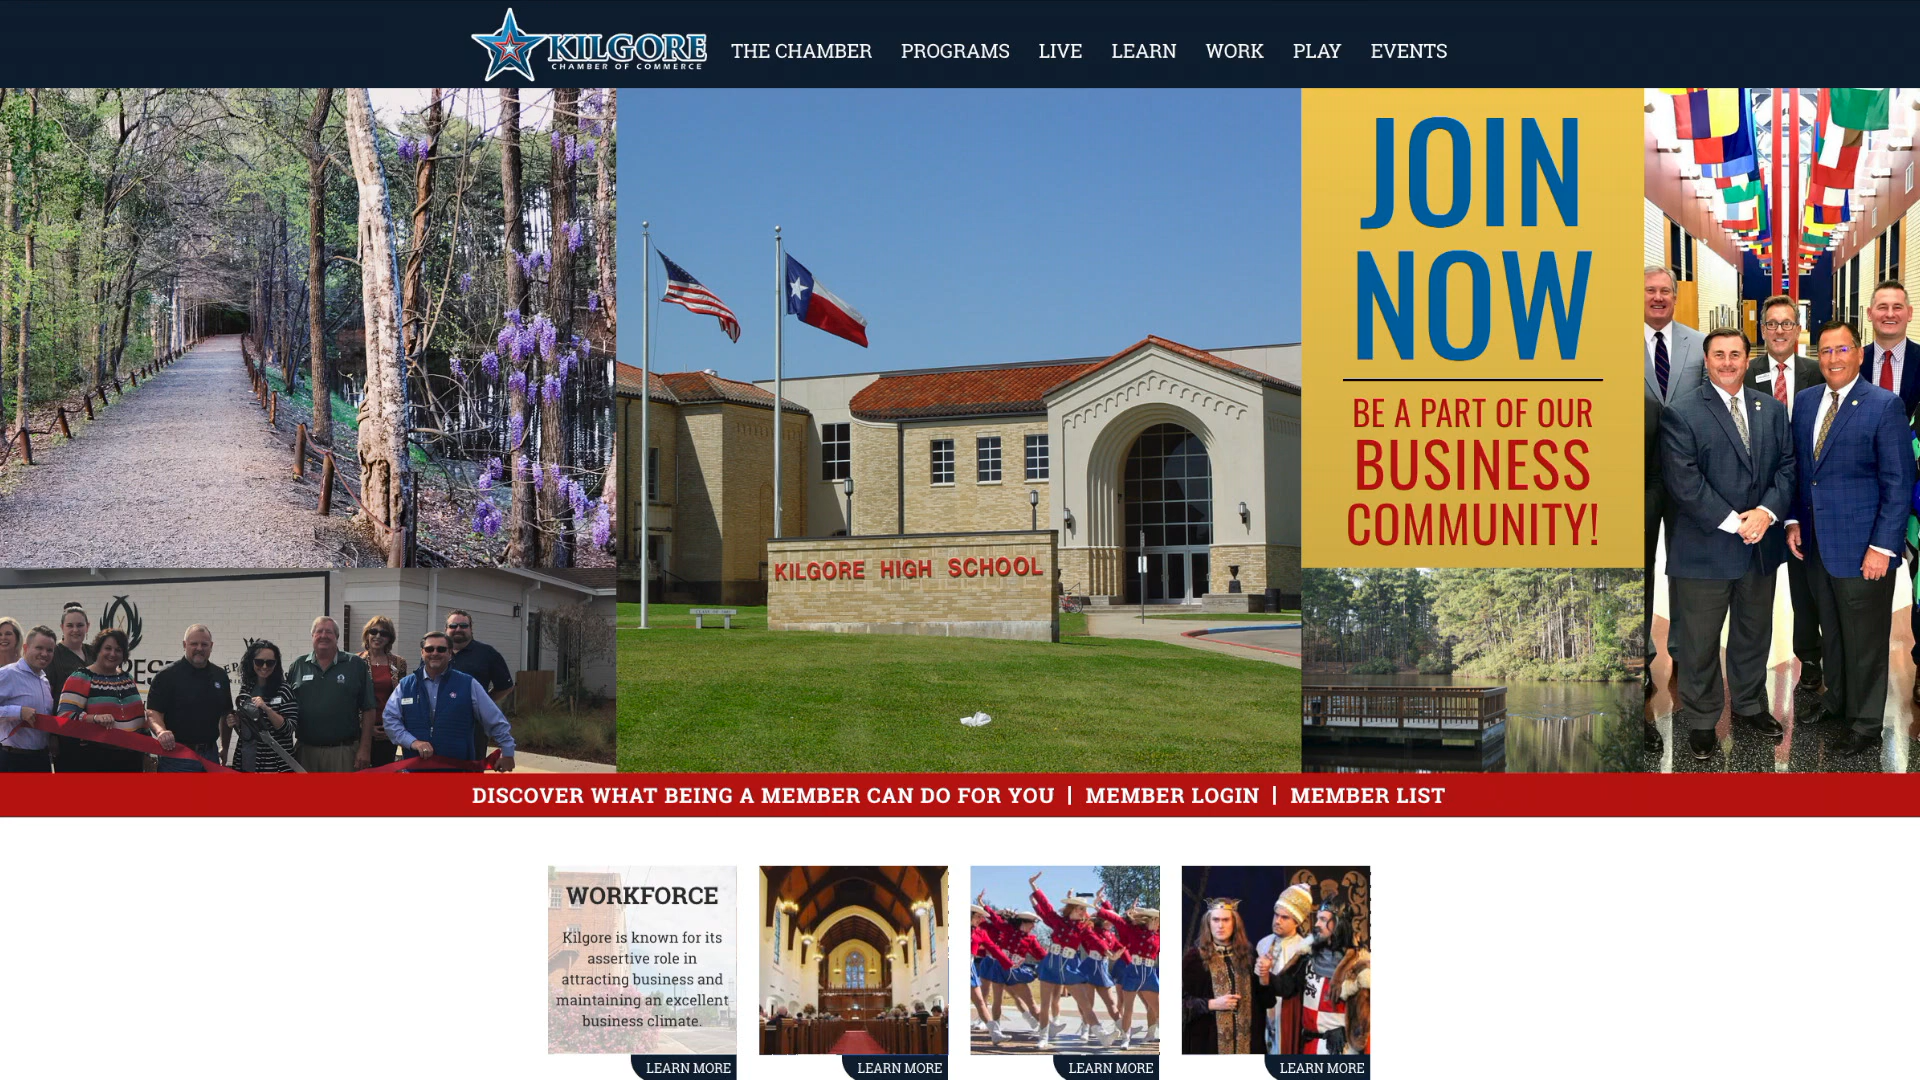 KILGORE
CHAMBER OF COMMERCE
THE CHAMBER
PROGRAMS
LIVE
LEARN
WORK
PLAY
EVENTS
JOIN
NOW
BE A PART OF OUR
BUSINESS
COMMUNITY!
KILGORE HIGH SCHOOL
DISCOVER WHAT BEING A MEMBER CAN DO FOR YOU | MEMBER LOGIN | MEMBER LIST
WORKFORCE
Kilgore is known for its
assertive role in
attracting business and
maintaining an excellent
business climate.
LEARN MORE
LEARN MORE
LEARN MORE
LEARN MORE